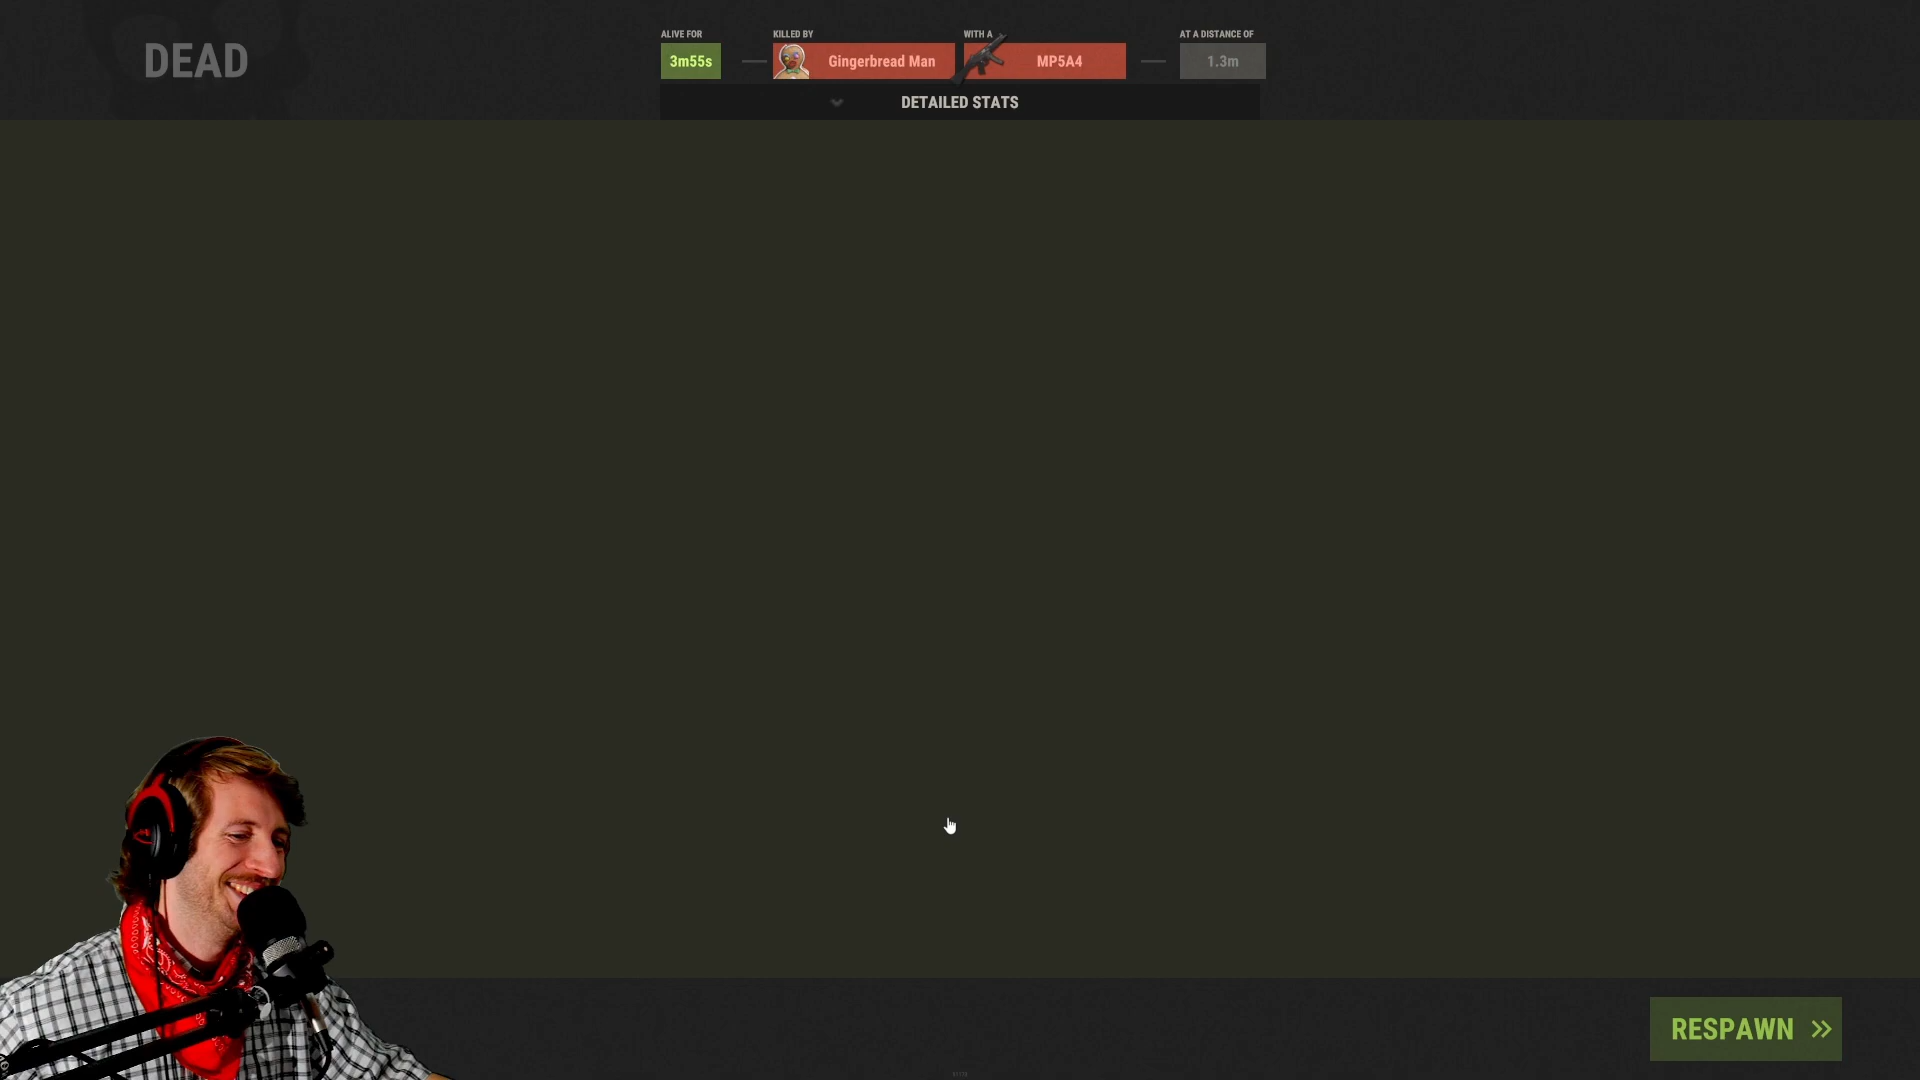 DEAD
ALIVE FOR
3m55s
KILLED BY
Gingerbread Man
WITH A
MP5A4
AT A DISTANCE OF
1.3m
DETAILED STATS
RESPAWN